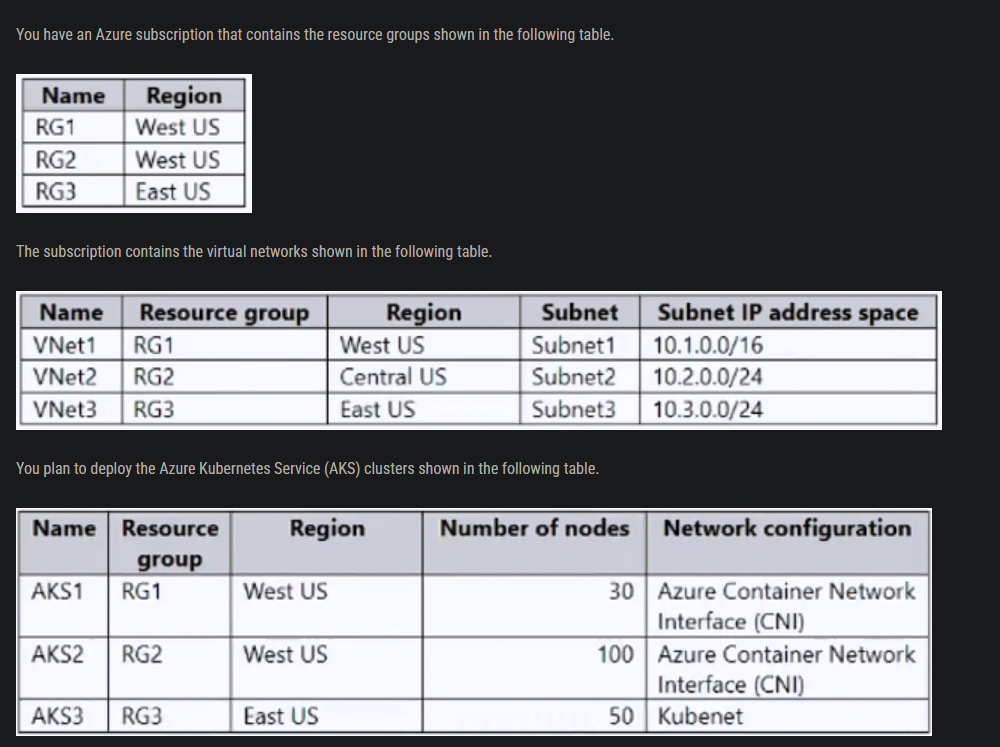 You have an Azure subscription that contains the resource groups shown in the following table.
Name Region
RG1 West US
RG2 West US
RG3 East US
The subscription contains the virtual networks shown in the following table.
Name Resource group Region Subnet Subnet IP address space
VNet1 RG1 West US Subnet1 10.1.0.0/16
VNet2 RG2 Central US Subnet2 10.2.0.0/24
VNet3 RG3 East US Subnet3 10.3.0.0/24
You plan to deploy the Azure Kubernetes Service (AKS) clusters shown in the following table.
Name Resource group Region Number of nodes Network configuration
AKS1 RG1 West US 30 Azure Container Network
Interface (CNI)
AKS2 RG2 West US 100 Azure Container Network
Interface (CNI)
AKS3 RG3 East US 50 Kubenet